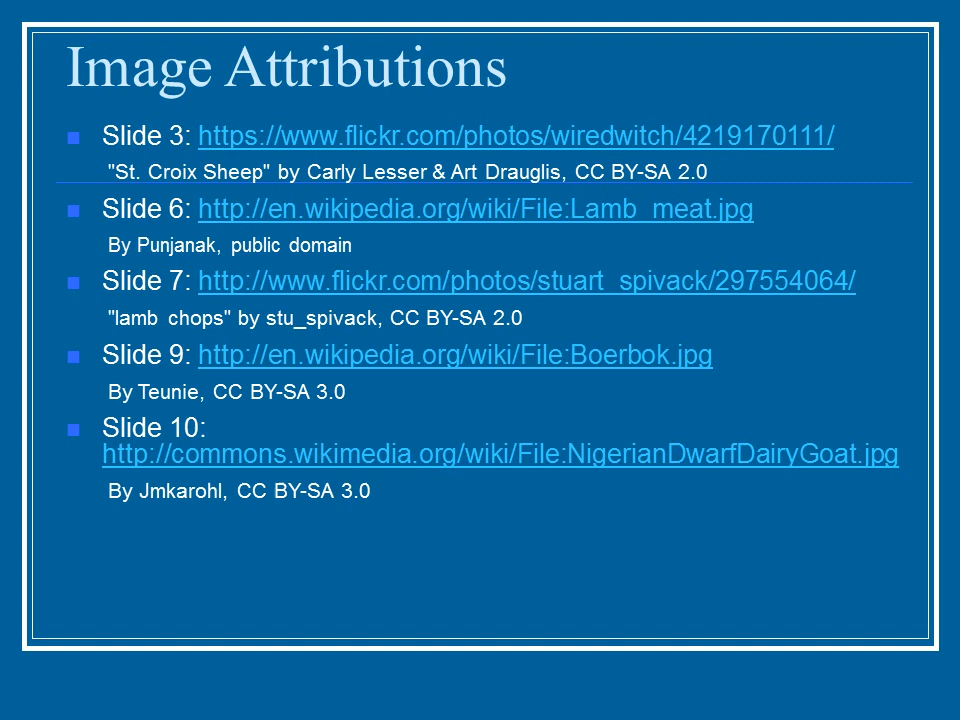 Image Attributions
Slide 3: https://www.flickr.com/photos/wiredwitch/4219170111/
"St. Croix Sheep" by Carly Lesser & Art Drauglis, CC BY-SA 2.0
Slide 6: http://en.wikipedia.org/wiki/File:Lamb_meat.jpg
By Punjanak, public domain
Slide 7: http://www.flickr.com/photos/stuart_spivack/297554064/
"lamb chops" by stu_spivack, CC BY-SA 2.0
Slide 9: http://en.wikipedia.org/wiki/File:Boerbok.jpg
By Teunie, CC BY-SA 3.0
Slide 10:
http://commons.wikimedia.org/wiki/File:NigerianDwarfDairyGoat.jpg
By Jmkarohl, CC BY-SA 3.0